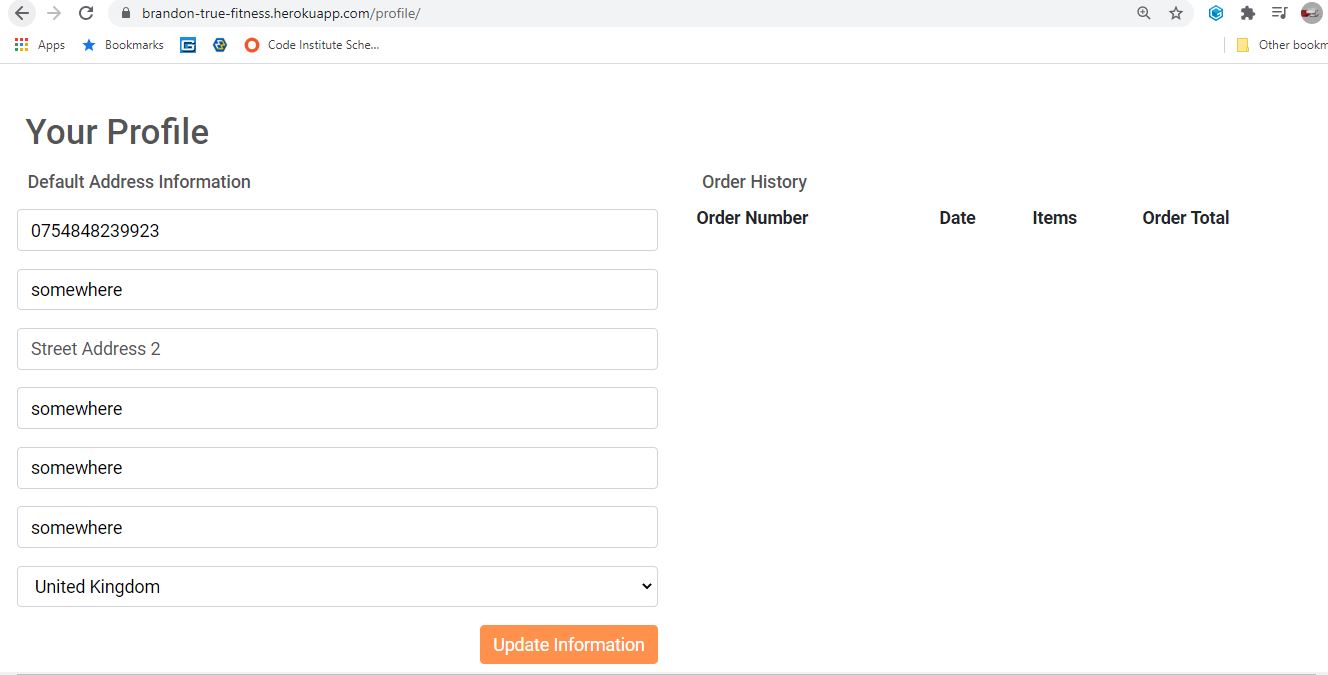 brandon-true-fitness.herokuapp.com/profile/
Apps Bookmarks Code Institute Sche... Other bookm
Your Profile
Default Address Information
0754848239923
somewhere
Street Address 2
somewhere
somewhere
somewhere
United Kingdom
Update Information
Order History
Order Number Date Items Order Total